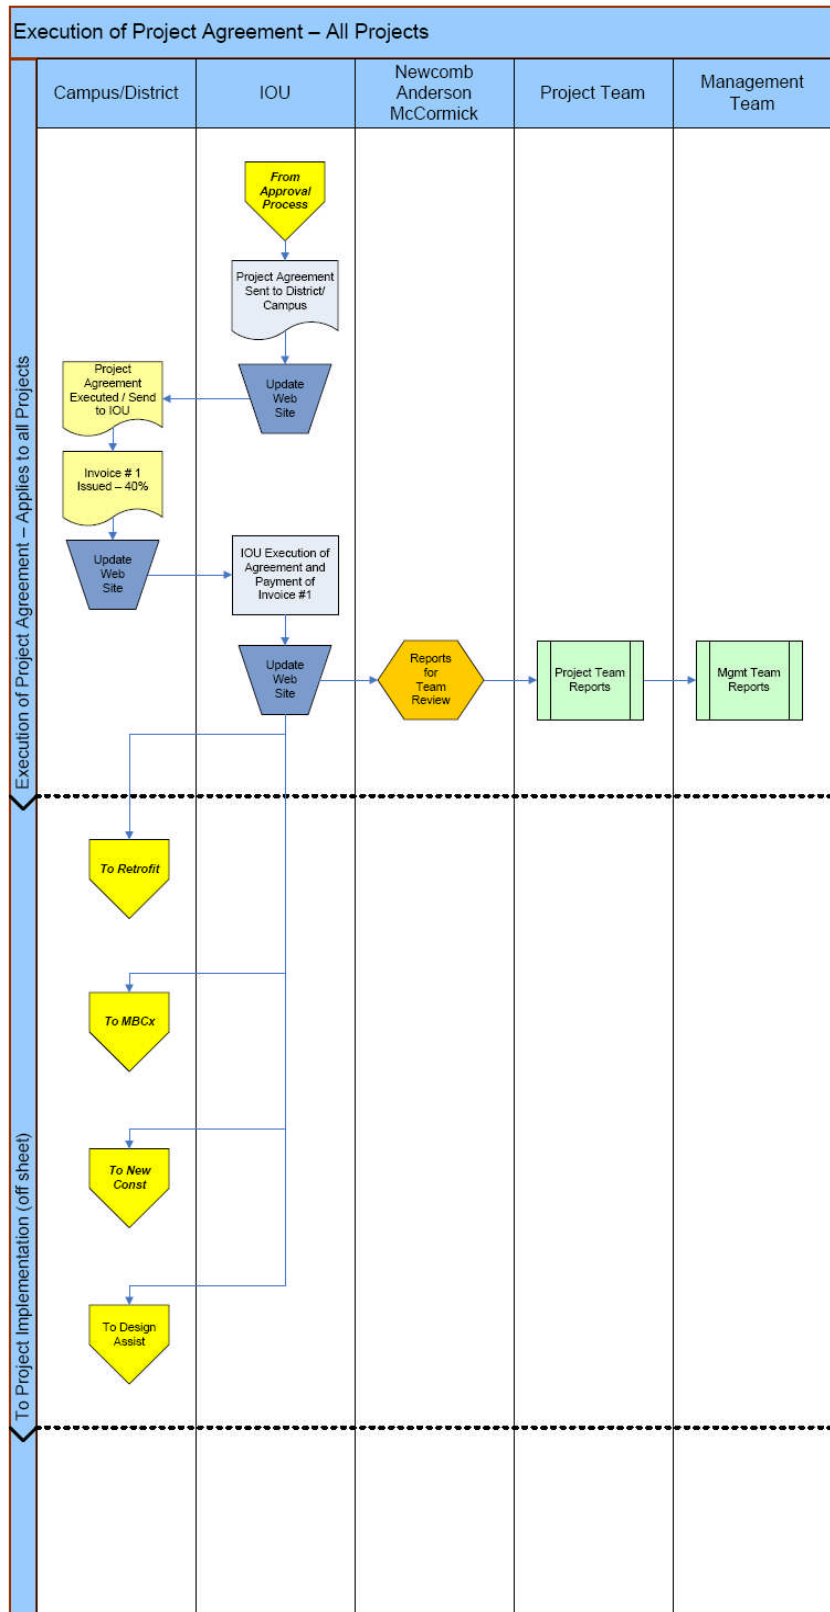 Execution of Project Agreement – All Projects
Campus/District
IOU
Newcomb
Anderson
McCormick
Project Team
Management
Team
Execution of Project Agreement – Applies to all Projects
From
Approval
Process
Project Agreement
Sent to District/
Campus
Update
Web
Site
Project
Agreement
Executed / Send
to IOU
Invoice # 1
Issued – 40%
Update
Web
Site
IOU Execution of
Agreement and
Payment of
Invoice #1
Update
Web
Site
Reports
for
Team
Review
Project Team
Reports
Mgmt Team
Reports
To Project Implementation (off sheet)
To Retrofit
To MBCx
To New
Const
To Design
Assist